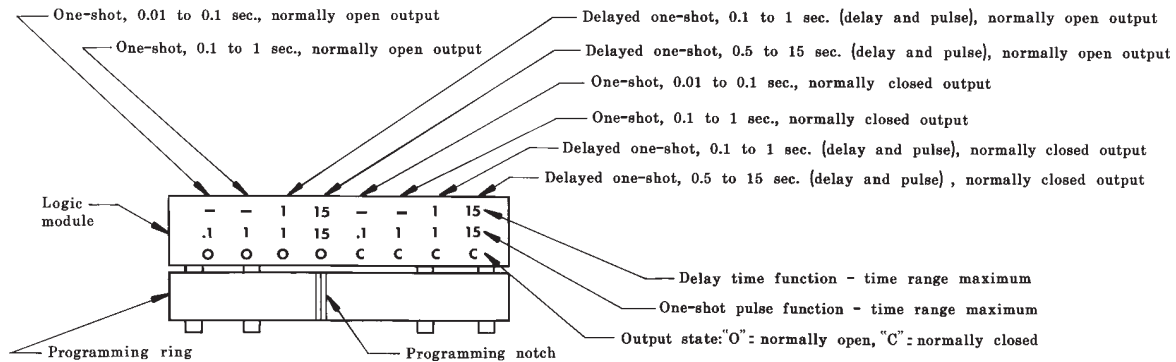 One-shot, 0.01 to 0.1 sec., normally open output
One-shot, 0.1 to 1 sec., normally open output
Delayed one-shot, 0.1 to 1 sec. (delay and pulse), normally open output
Delayed one-shot, 0.5 to 15 sec. (delay and pulse), normally open output
One-shot, 0.01 to 0.1 sec., normally closed output
One-shot, 0.1 to 1 sec., normally closed output
Delayed one-shot, 0.1 to 1 sec. (delay and pulse), normally closed output
Delayed one-shot, 0.5 to 15 sec. (delay and pulse) , normally closed output
Logic
module
– – 1 15 – – 1 15
.1 1 1 15 .1 1 1 15
O O O O C C C C
Delay time function - time range maximum
One-shot pulse function - time range maximum
Output state: "O" = normally open, "C" = normally closed
Programming ring
Programming notch